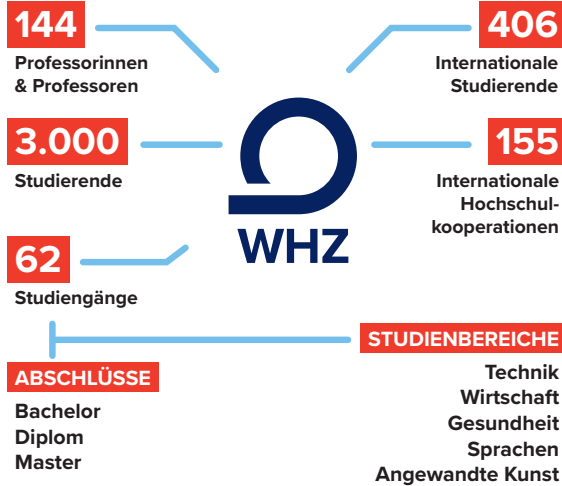 144
Professorinnen
& Professoren
406
Internationale
Studierende
3.000
Studierende
155
Internationale
Hochschul-
kooperationen
WHZ
62
Studiengänge
STUDIENBEREICHE
Technik
Wirtschaft
Gesundheit
Sprachen
Angewandte Kunst
ABSCHLÜSSE
Bachelor
Diplom
Master